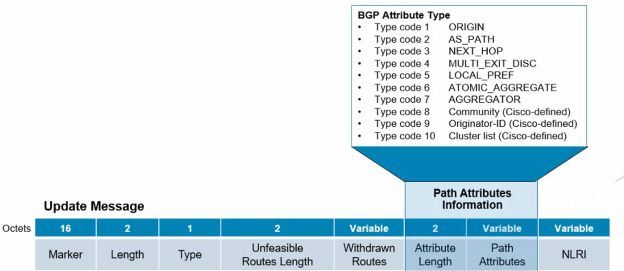 BGP Attribute Type
• Type code 1 ORIGIN
• Type code 2 AS_PATH
• Type code 3 NEXT_HOP
• Type code 4 MULTI_EXIT_DISC
• Type code 5 LOCAL_PREF
• Type code 6 ATOMIC_AGGREGATE
• Type code 7 AGGREGATOR
• Type code 8 Community (Cisco-defined)
• Type code 9 Originator-ID (Cisco-defined)
• Type code 10 Cluster list (Cisco-defined)
Update Message
Path Attributes
Information
Octets 16 2 1 2 Variable 2 Variable Variable
Marker Length Type Unfeasible Routes Length Withdrawn Routes Attribute Length Path Attributes NLRI